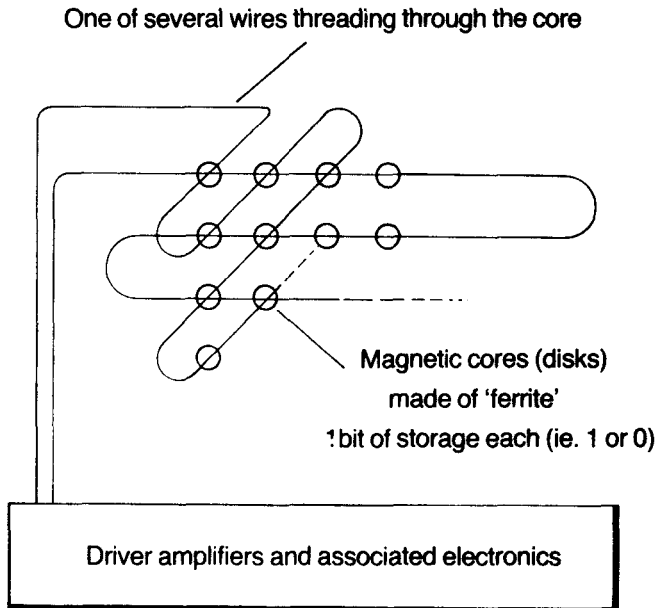 One of several wires threading through the core
Magnetic cores (disks)
made of ‘ferrite’
1 bit of storage each (ie. 1 or 0)
Driver amplifiers and associated electronics